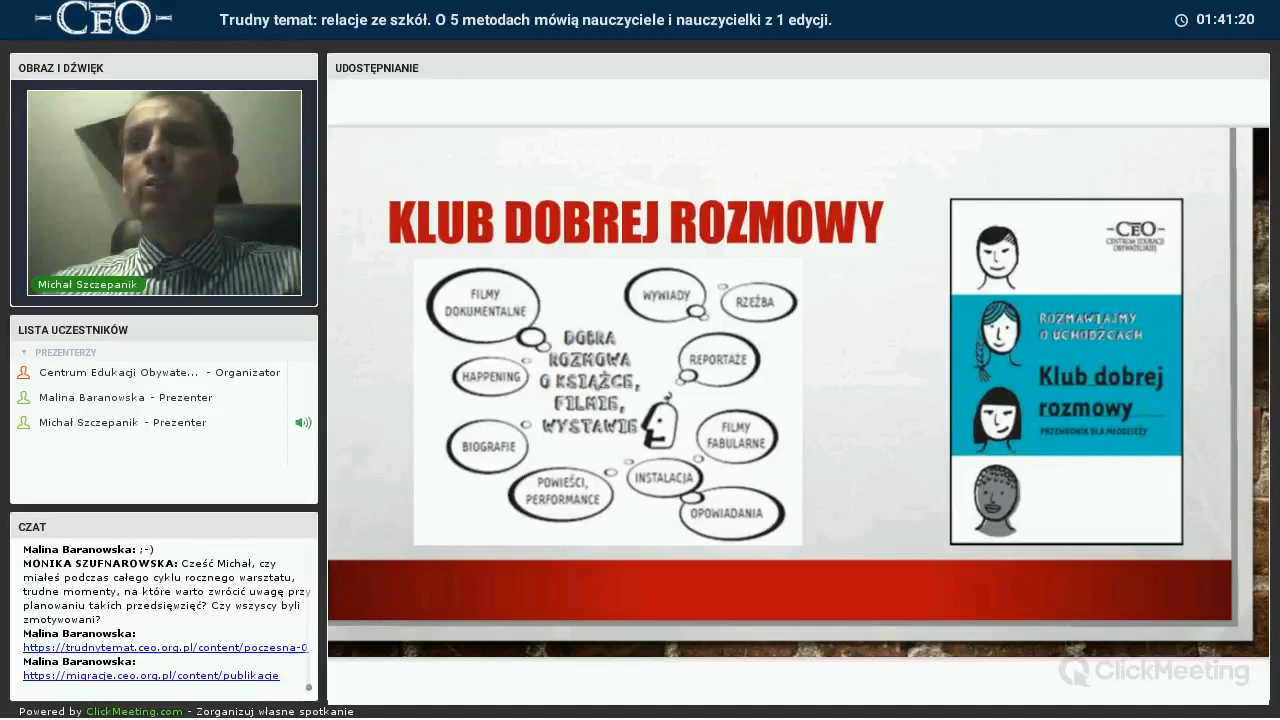 -CEO-
Trudny temat: relacje ze szkół. O 5 metodach mówią nauczyciele i nauczycielki z 1 edycji.
01:41:20
OBRAZ I DŹWIĘK
Michał Szczepanik
LISTA UCZESTNIKÓW
PREZENTERZY
Centrum Edukacji Obywate... - Organizator
Malina Baranowska - Prezenter
Michał Szczepanik - Prezenter
CZAT
Malina Baranowska: ;-)
MONIKA SZUFNAROWSKA: Cześć Michał, czy
miałeś podczas całego cyklu rocznego warsztatu,
trudne momenty, na które warto zwrócić uwagę przy
planowaniu takich przedsięwzięć? Czy wszyscy byli
zmotywowani?
Malina Baranowska:
https://trudnytemat.ceo.org.pl/content/poczesna-0
Malina Baranowska:
https://migracje.ceo.org.pl/content/publikacje
Powered by ClickMeeting.com - Zorganizuj własne spotkanie
UDOSTĘPNIANIE
KLUB DOBREJ ROZMOWY
FILMY
DOKUMENTALNE
WYWIADY
RZEŹBA
DOBRA
ROZMOWA
O KSIĄŻCE,
FILMIE,
WYSTAWIE
HAPPENING
REPORTAŻE
BIOGRAFIE
FILMY
FABULARNE
POWIEŚCI,
PERFORMANCE
INSTALACJA
OPOWIADANIA
-CEO-
CENTRUM EDUKACJI
OBYWATELSKIEJ
ROZMAWIAJMY
O UCHODŹCACH
Klub dobrej
rozmowy
PRZEWODNIK DLA MŁODZIEŻY
ClickMeeting